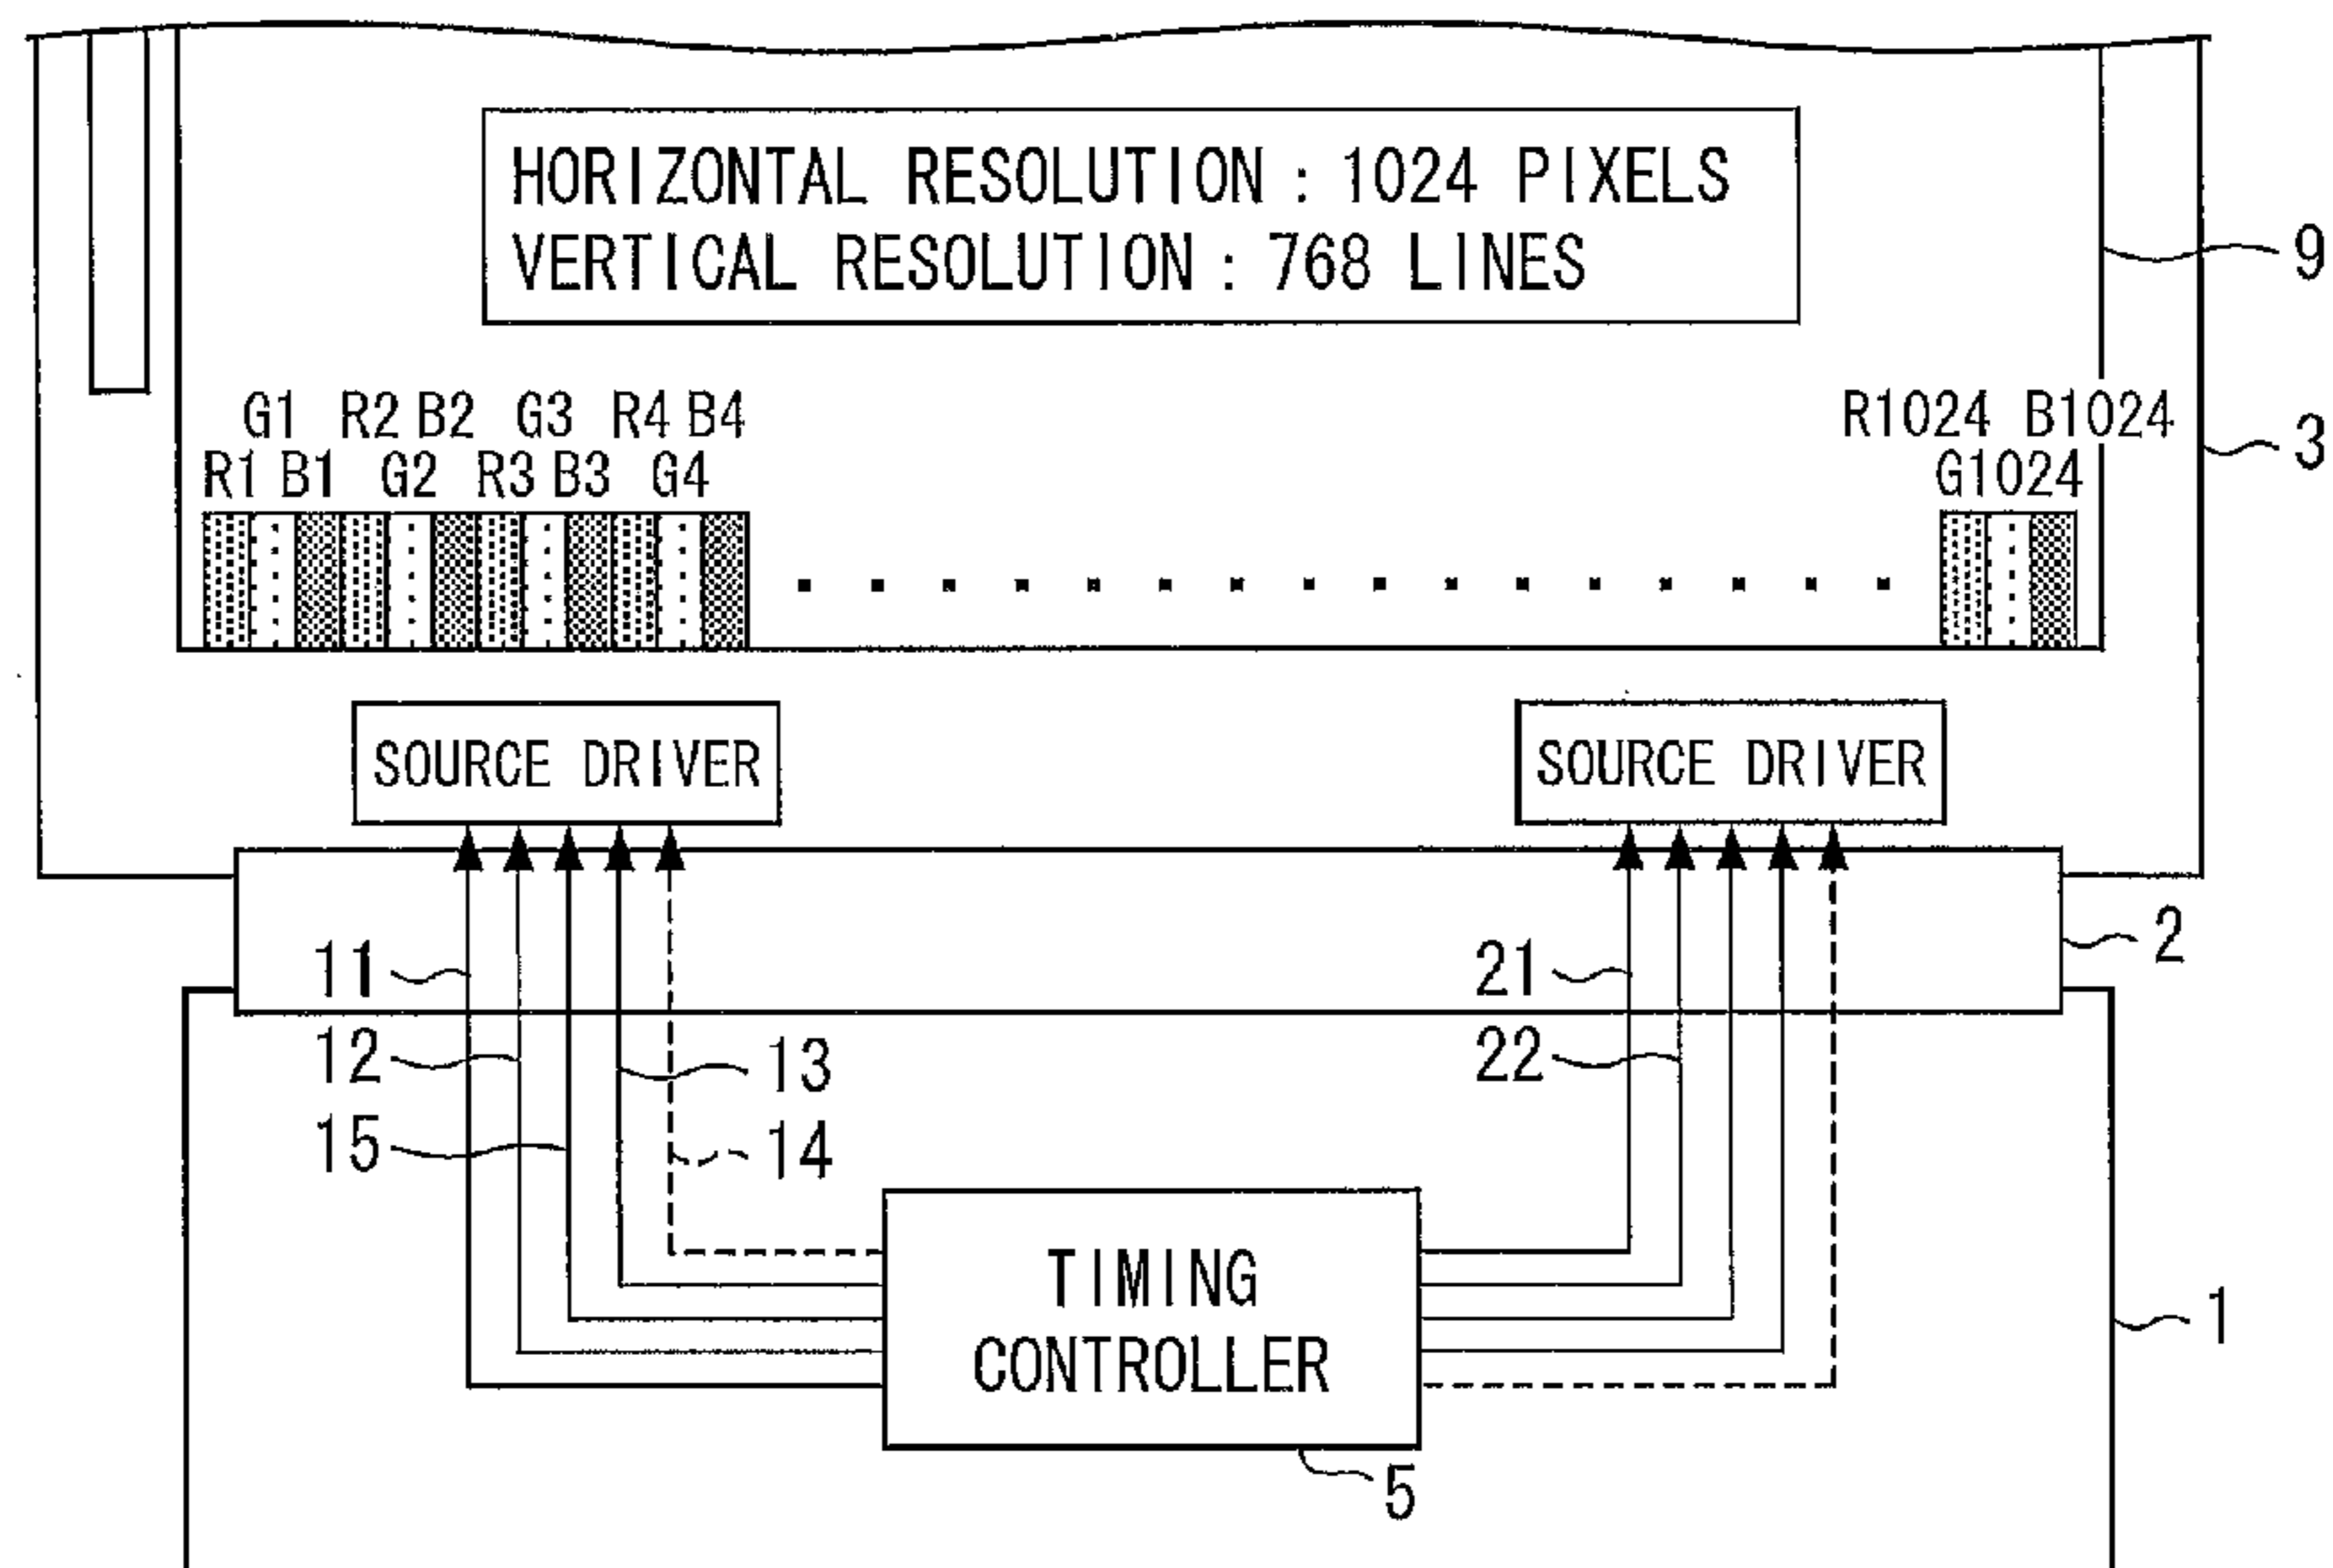 HORIZONTAL RESOLUTION : 1024 PIXELS
VERTICAL RESOLUTION : 768 LINES
9
G1 R2 B2 G3 R4 B4
R1024 B1024
3
R1 B1 G2 R3 B3 G4
G1024
SOURCE DRIVER
SOURCE DRIVER
2
11
21
12
13
22
15
14
TIMING
CONTROLLER
1
5